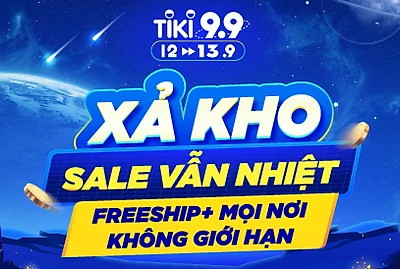 TIKI 9.9
12 ▸▸ 13.9
XẢ KHO
SALE VẪN NHIỆT
FREESHIP+ MỌI NƠI
KHÔNG GIỚI HẠN